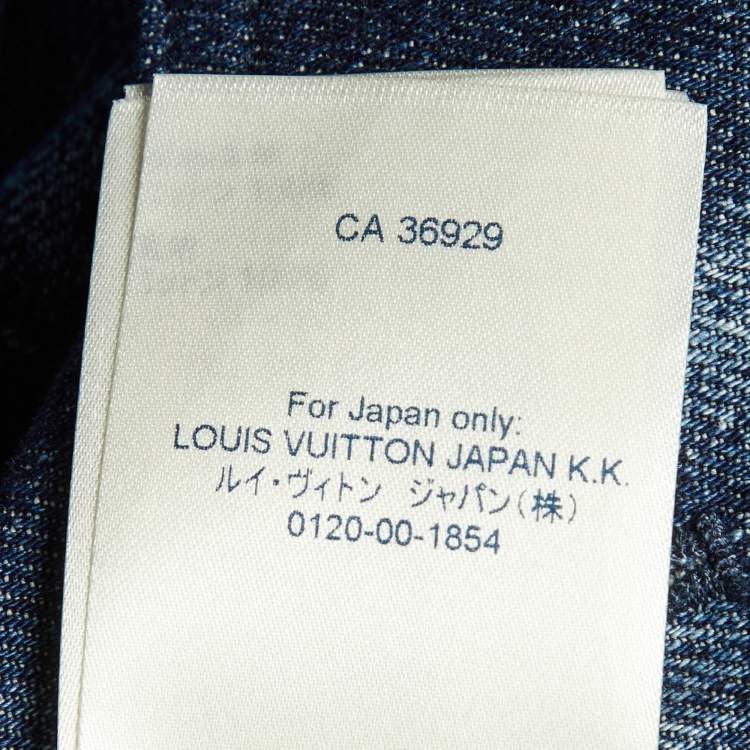 CA 36929
For Japan only:
LOUIS VUITTON JAPAN K.K.
ルイ・ヴィトン ジャパン(株)
0120-00-1854